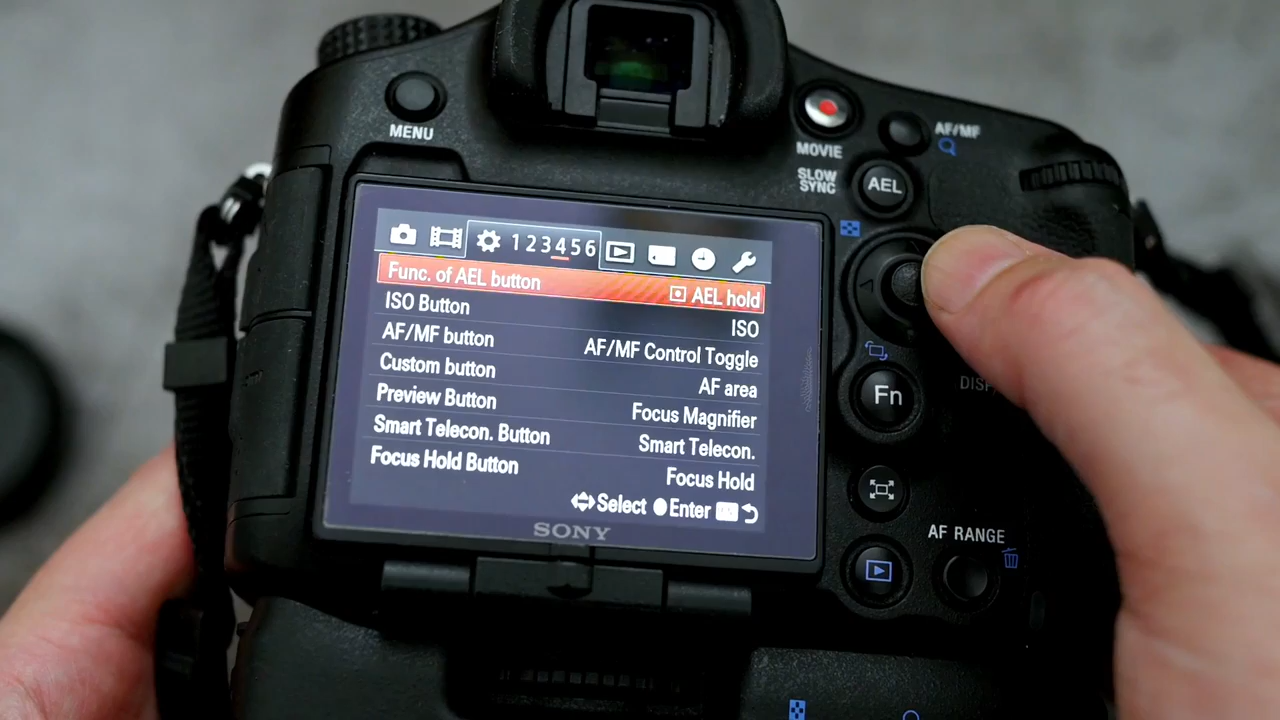 MENU
AF/MF
MOVIE
SLOW
SYNC
AEL
1 2 3 4 5 6
Func. of AEL button AEL hold
ISO Button ISO
AF/MF button AF/MF Control Toggle
Custom button AF area
Preview Button Focus Magnifier
Smart Telecon. Button Smart Telecon.
Focus Hold Button Focus Hold
Select Enter
SONY
Fn
AF RANGE